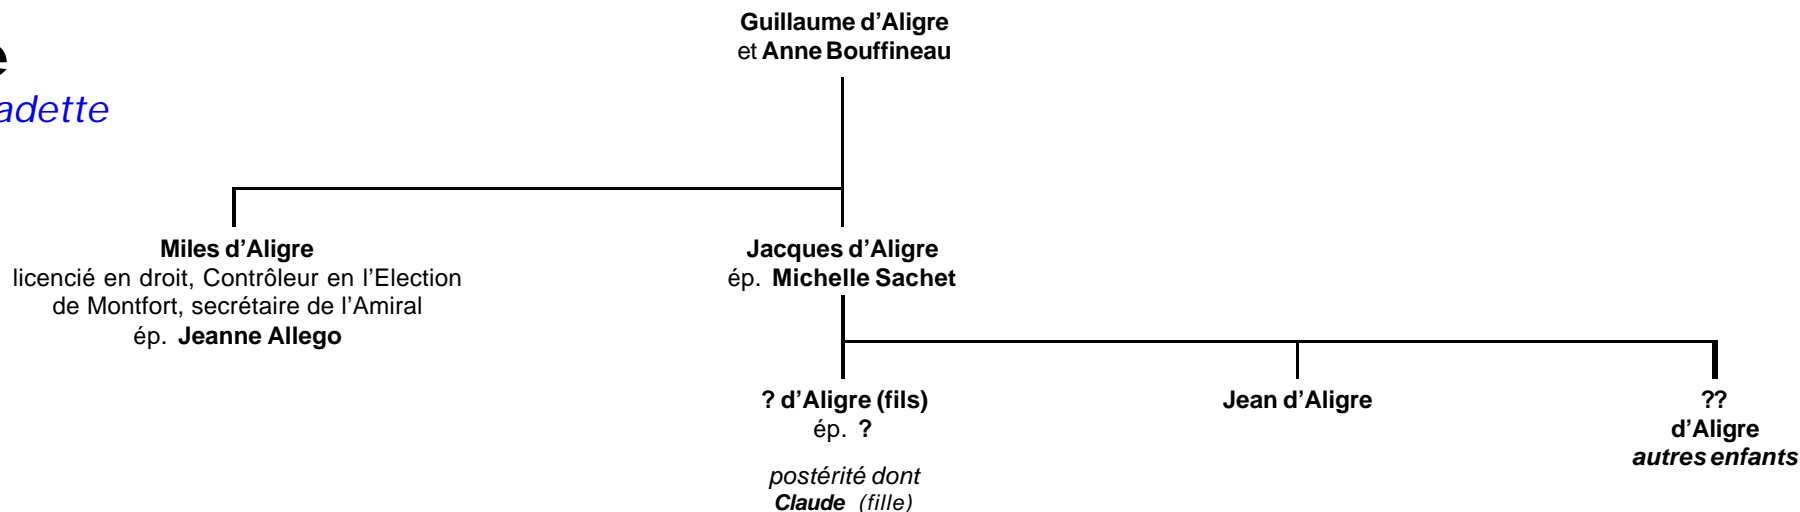 Guillaume d’Aligre
et Anne Bouffineau
e
adette
Miles d’Aligre
licencié en droit, Contrôleur en l’Election
de Montfort, secrétaire de l’Amiral
ép. Jeanne Allego
Jacques d’Aligre
ép. Michelle Sachet
? d’Aligre (fils)
ép. ?
postérité dont
Claude (fille)
Jean d’Aligre
??
d’Aligre
autres enfants